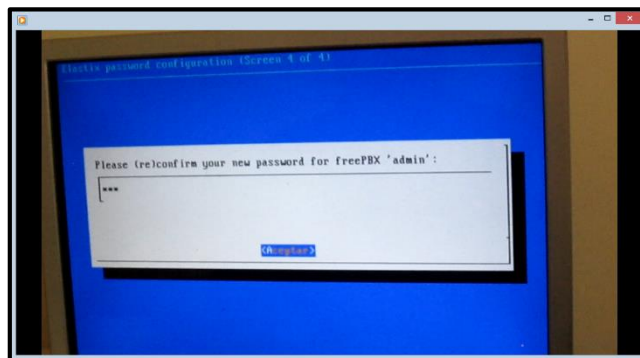 Elastix password configuration (Screen 4 of 4)
Please (re)confirm your new password for freePBX 'admin':
***
<Aceptar>